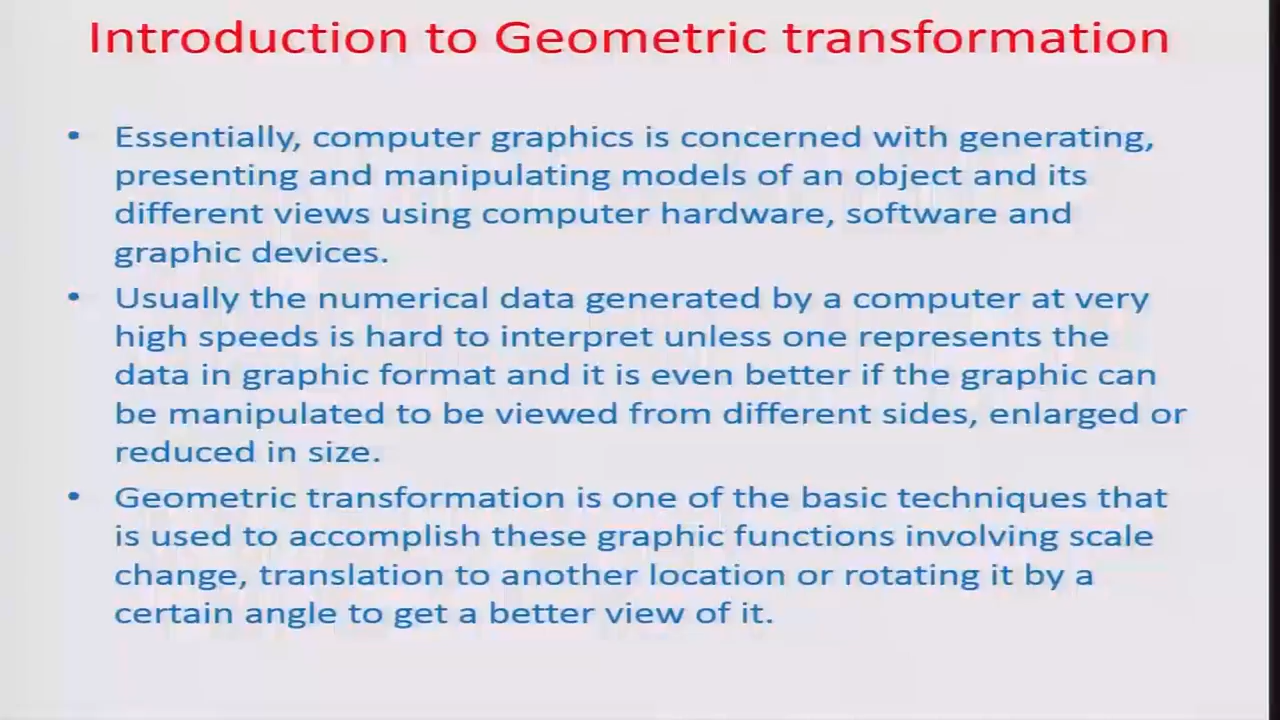 Introduction to Geometric transformation
• Essentially, computer graphics is concerned with generating,
presenting and manipulating models of an object and its
different views using computer hardware, software and
graphic devices.
• Usually the numerical data generated by a computer at very
high speeds is hard to interpret unless one represents the
data in graphic format and it is even better if the graphic can
be manipulated to be viewed from different sides, enlarged or
reduced in size.
• Geometric transformation is one of the basic techniques that
is used to accomplish these graphic functions involving scale
change, translation to another location or rotating it by a
certain angle to get a better view of it.